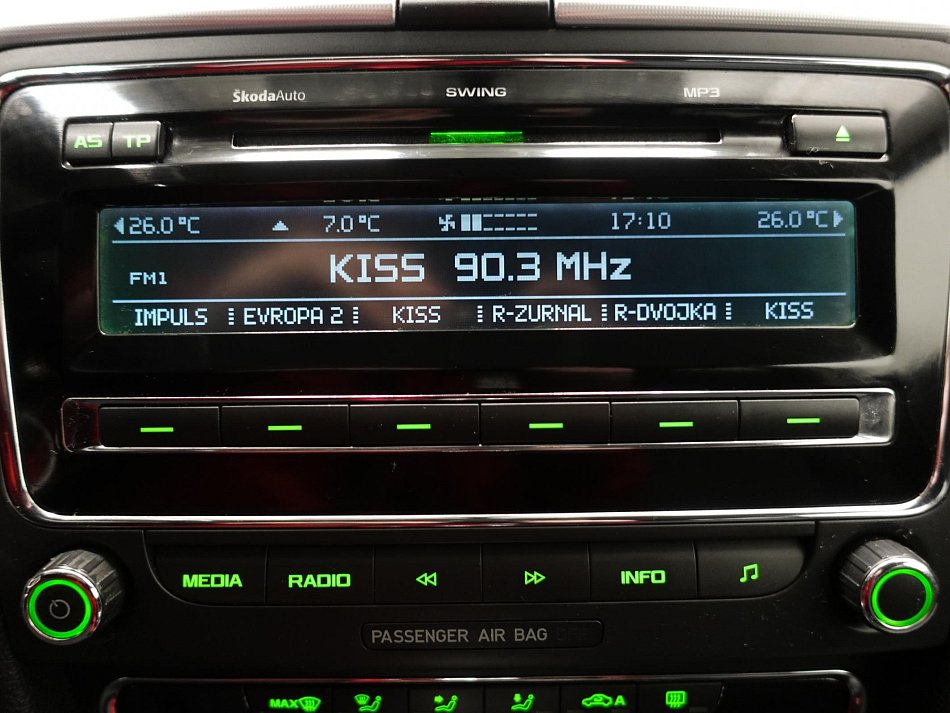 ŠkodaAuto SWING MP3
AS TP
26.0 °C 7.0 °C 17:10 26.0 °C
FM1 KISS 90.3 MHz
IMPULS EVROPA 2 KISS R-ZURNAL R-DVOJKA KISS
MEDIA RADIO INFO
PASSENGER AIR BAG OFF
MAX A